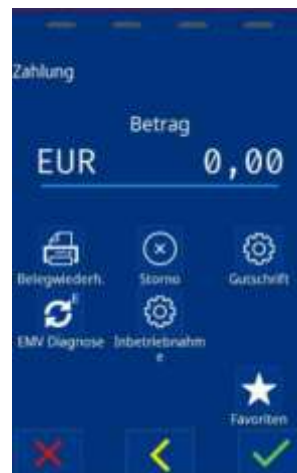 Zahlung
Betrag
EUR 0,00
Belegwiederh. Storno Gutschrift
EMV Diagnose Inbetriebnahm
e
Favoriten